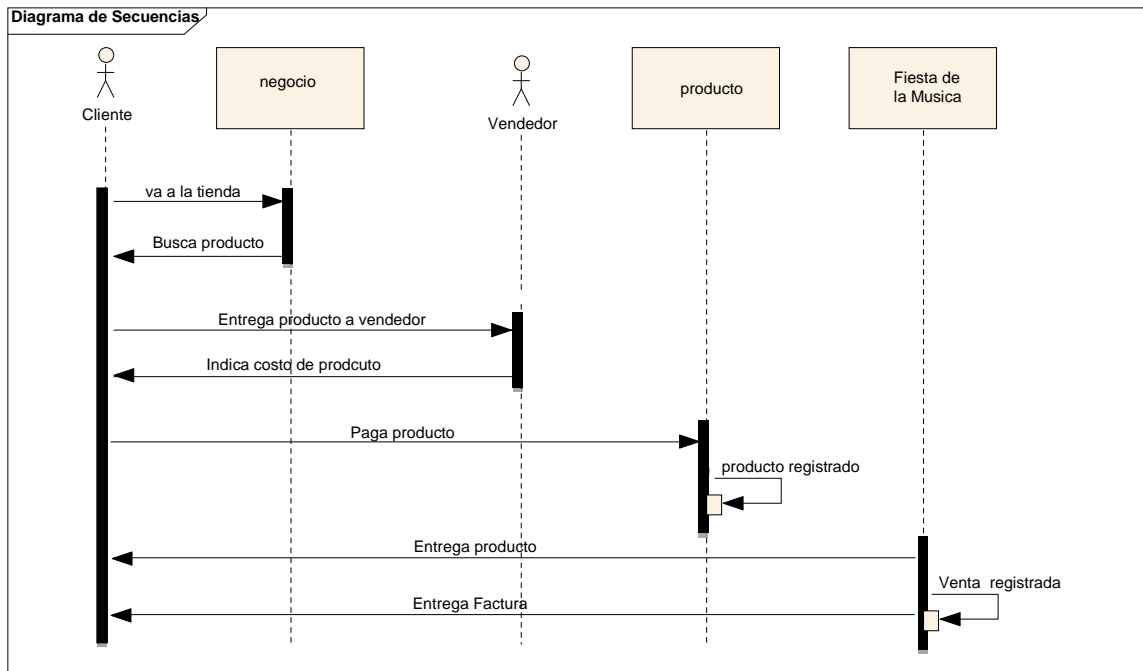 Diagrama de Secuencias
Cliente
negocio
Vendedor
producto
Fiesta de
la Musica
va a la tienda
Busca producto
Entrega producto a vendedor
Indica costo de prodcuto
Paga producto
producto registrado
Entrega producto
Venta registrada
Entrega Factura